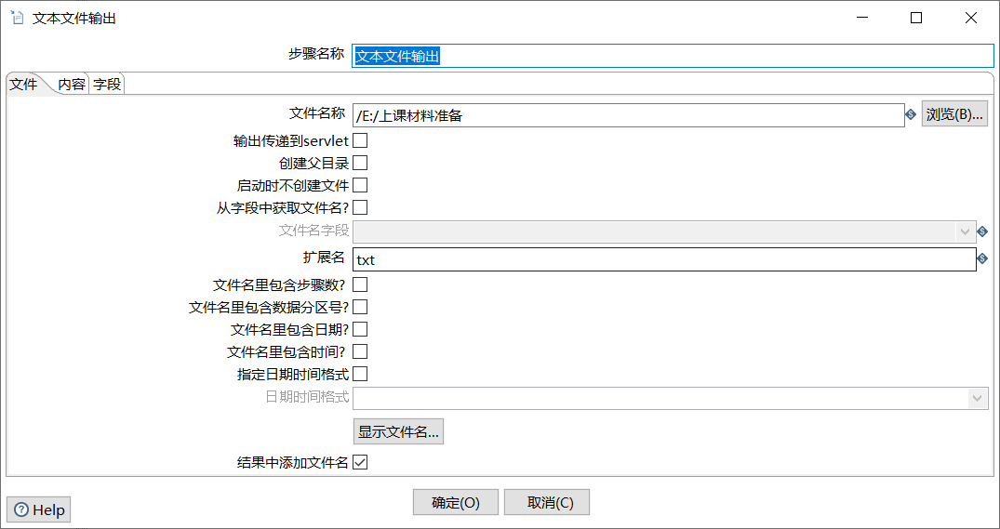 文本文件输出
步骤名称 文本文件输出
文件 内容 字段
文件名称 /E:/上课材料准备 浏览(B)...
输出传递到servlet
创建父目录
启动时不创建文件
从字段中获取文件名?
文件名字段
扩展名 txt
文件名里包含步骤数?
文件名里包含数据分区号?
文件名里包含日期?
文件名里包含时间?
指定日期时间格式
日期时间格式
显示文件名...
结果中添加文件名
Help 确定(O) 取消(C)